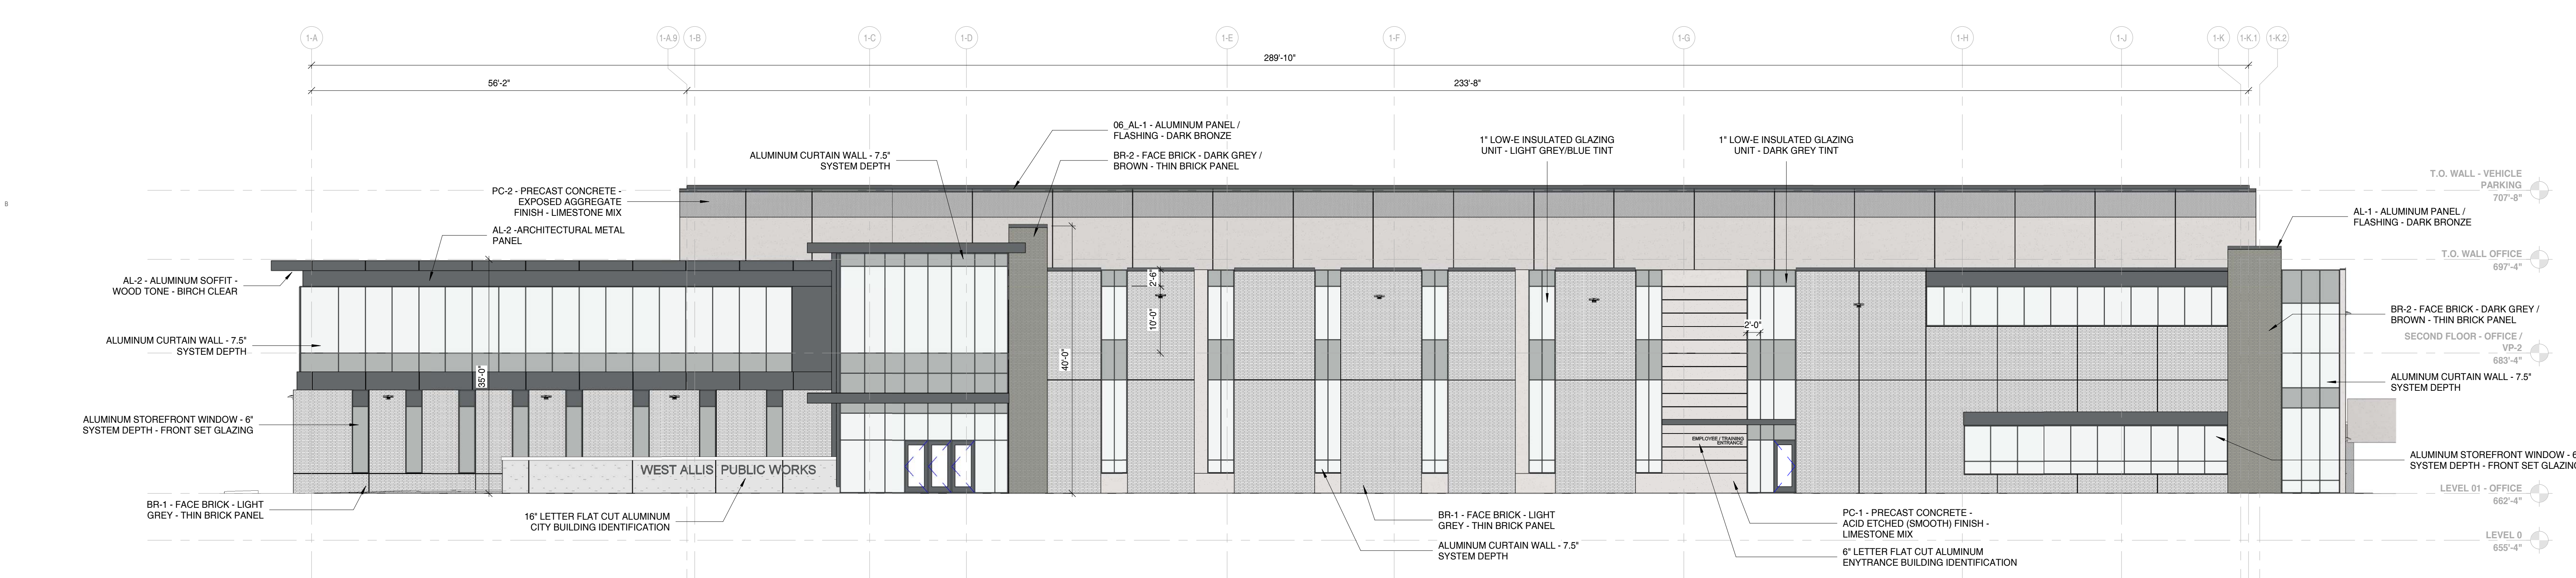 1-A
1-A.9
1-B
1-C
1-D
1-E
1-F
1-G
1-H
1-J
1-K
1-K.1
1-K.2
289'-10"
56'-2"
233'-8"
06_AL-1 - ALUMINUM PANEL /
FLASHING - DARK BRONZE
ALUMINUM CURTAIN WALL - 7.5"
SYSTEM DEPTH
BR-2 - FACE BRICK - DARK GREY /
BROWN - THIN BRICK PANEL
1" LOW-E INSULATED GLAZING
UNIT - LIGHT GREY/BLUE TINT
1" LOW-E INSULATED GLAZING
UNIT - DARK GREY TINT
T.O. WALL - VEHICLE
PARKING
707'-8"
PC-2 - PRECAST CONCRETE -
EXPOSED AGGREGATE
FINISH - LIMESTONE MIX
8
AL-1 - ALUMINUM PANEL /
FLASHING - DARK BRONZE
AL-2 -ARCHITECTURAL METAL
PANEL
T.O. WALL OFFICE
697'-4"
AL-2 - ALUMINUM SOFFIT -
WOOD TONE - BIRCH CLEAR
2'-6"
10'-0"
2'-0"
BR-2 - FACE BRICK - DARK GREY /
BROWN - THIN BRICK PANEL
ALUMINUM CURTAIN WALL - 7.5"
SYSTEM DEPTH
SECOND FLOOR - OFFICE /
VP-2
683'-4"
35'-0"
40'-0"
ALUMINUM CURTAIN WALL - 7.5"
SYSTEM DEPTH
ALUMINUM STOREFRONT WINDOW - 6"
SYSTEM DEPTH - FRONT SET GLAZING
EMPLOYEE / TRAINING
ENTRANCE
WEST ALLIS PUBLIC WORKS
ALUMINUM STOREFRONT WINDOW - 6
SYSTEM DEPTH - FRONT SET GLAZING
LEVEL 01 - OFFICE
662'-4"
BR-1 - FACE BRICK - LIGHT
GREY - THIN BRICK PANEL
16" LETTER FLAT CUT ALUMINUM
CITY BUILDING IDENTIFICATION
BR-1 - FACE BRICK - LIGHT
GREY - THIN BRICK PANEL
PC-1 - PRECAST CONCRETE -
ACID ETCHED (SMOOTH) FINISH -
LIMESTONE MIX
LEVEL 0
655'-4"
ALUMINUM CURTAIN WALL - 7.5"
SYSTEM DEPTH
6" LETTER FLAT CUT ALUMINUM
ENYTRANCE BUILDING IDENTIFICATION